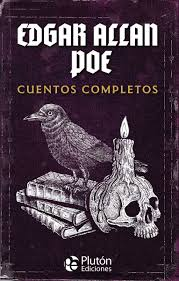 EDGAR ALLAN
POE
CUENTOS COMPLETOS
Plutón
Ediciones